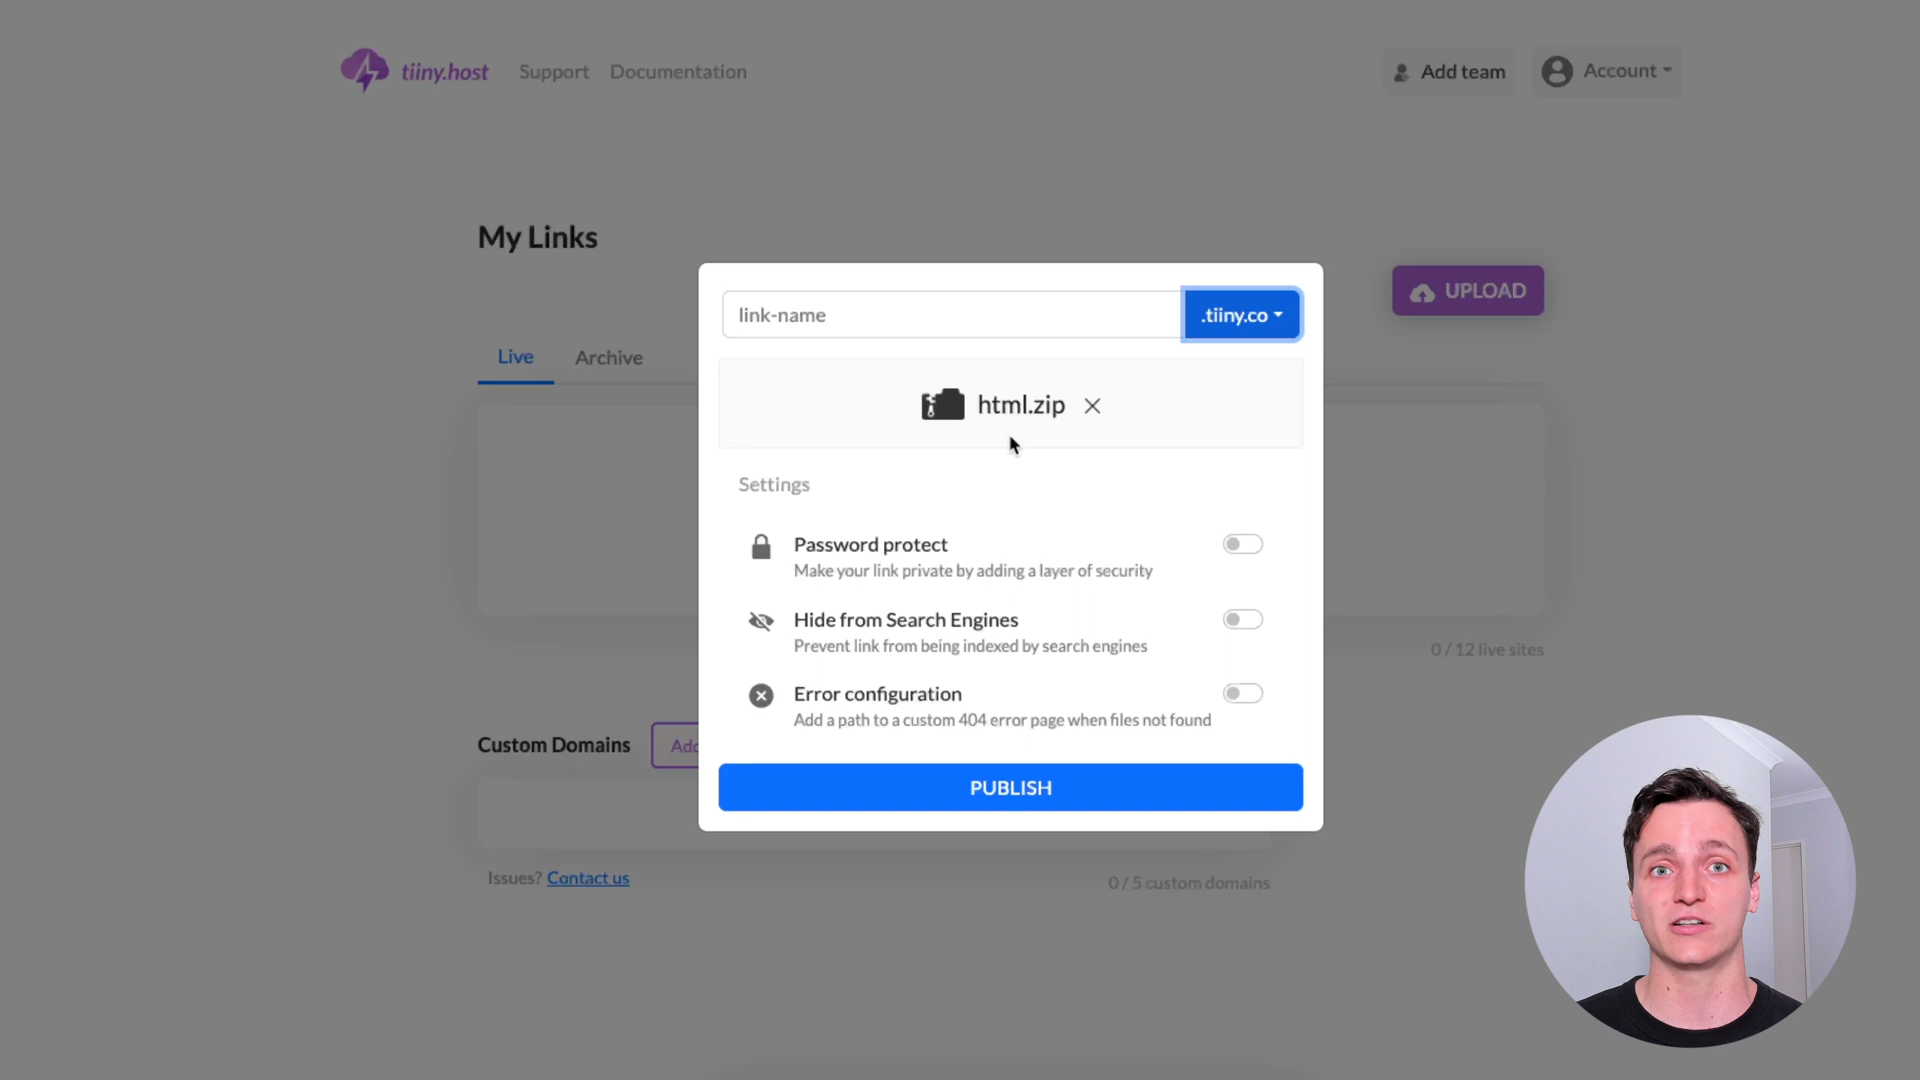 tiiny.host
Support
Documentation
Add team
Account
My Links
UPLOAD
Live
Archive
link-name
.tiiny.co
html.zip
Settings
Password protect
Make your link private by adding a layer of security
Hide from Search Engines
Prevent link from being indexed by search engines
Error configuration
Add a path to a custom 404 error page when files not found
PUBLISH
0 / 12 live sites
Custom Domains
Issues? Contact us
0 / 5 custom domains